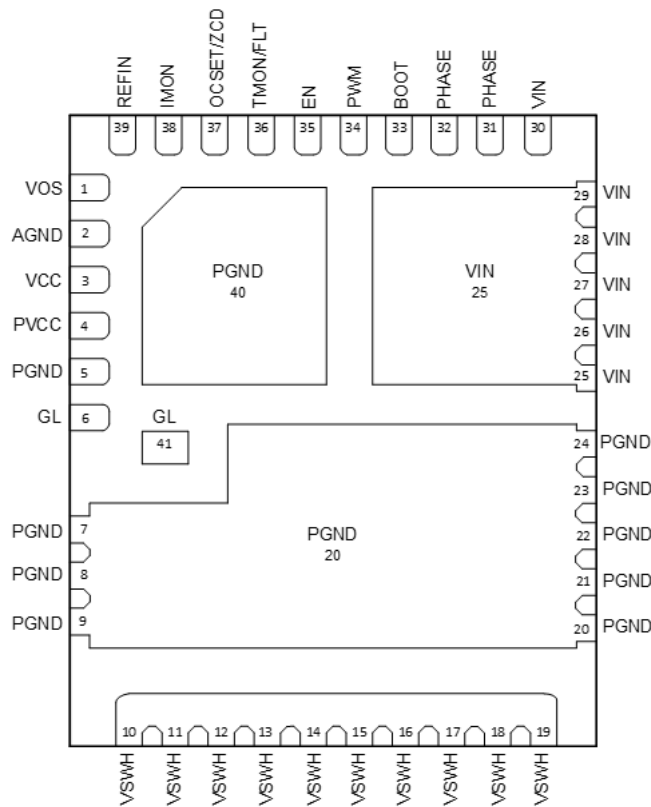 REFIN IMON OCSET/ZCD TMON/FLT EN PWM BOOT PHASE PHASE VIN
39 38 37 36 35 34 33 32 31 30
VOS 1
29 VIN
AGND 2
28 VIN
PGND
VIN
VCC 3
27 VIN
40
25
PVCC 4
26 VIN
PGND 5
25 VIN
GL 6
GL
41
24 PGND
23 PGND
PGND 7
PGND
22 PGND
20
PGND 8
21 PGND
PGND 9
20 PGND
10 11 12 13 14 15 16 17 18 19
VSWH VSWH VSWH VSWH VSWH VSWH VSWH VSWH VSWH VSWH